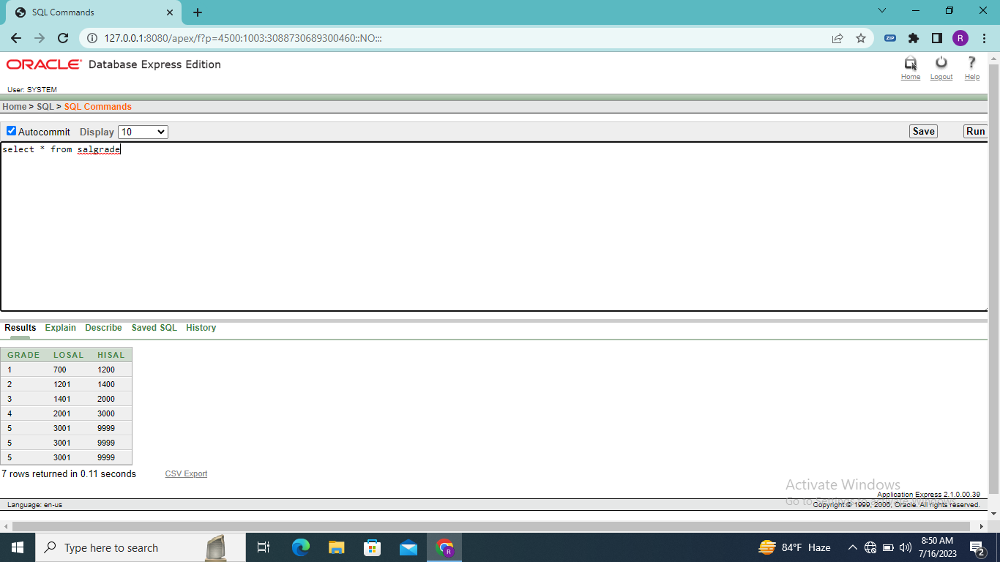 SQL Commands
127.0.0.1:8080/apex/f?p=4500:1003:3088730689300460::NO:::
ZIP
R
ORACLE Database Express Edition
Home Logout Help
User: SYSTEM
Home > SQL > SQL Commands
Autocommit Display 10 Save Run
select * from salgrade
Results Explain Describe Saved SQL History
GRADE LOSAL HISAL
1 700 1200
2 1201 1400
3 1401 2000
4 2001 3000
5 3001 9999
5 3001 9999
5 3001 9999
7 rows returned in 0.11 seconds CSV Export
Activate Windows
Go to Settings to activate Windows.
Application Express 2.1.0.00.39
Language: en-us Copyright © 1999, 2006, Oracle. All rights reserved.
Type here to search R 84°F Haze 8:50 AM
7/16/2023 2